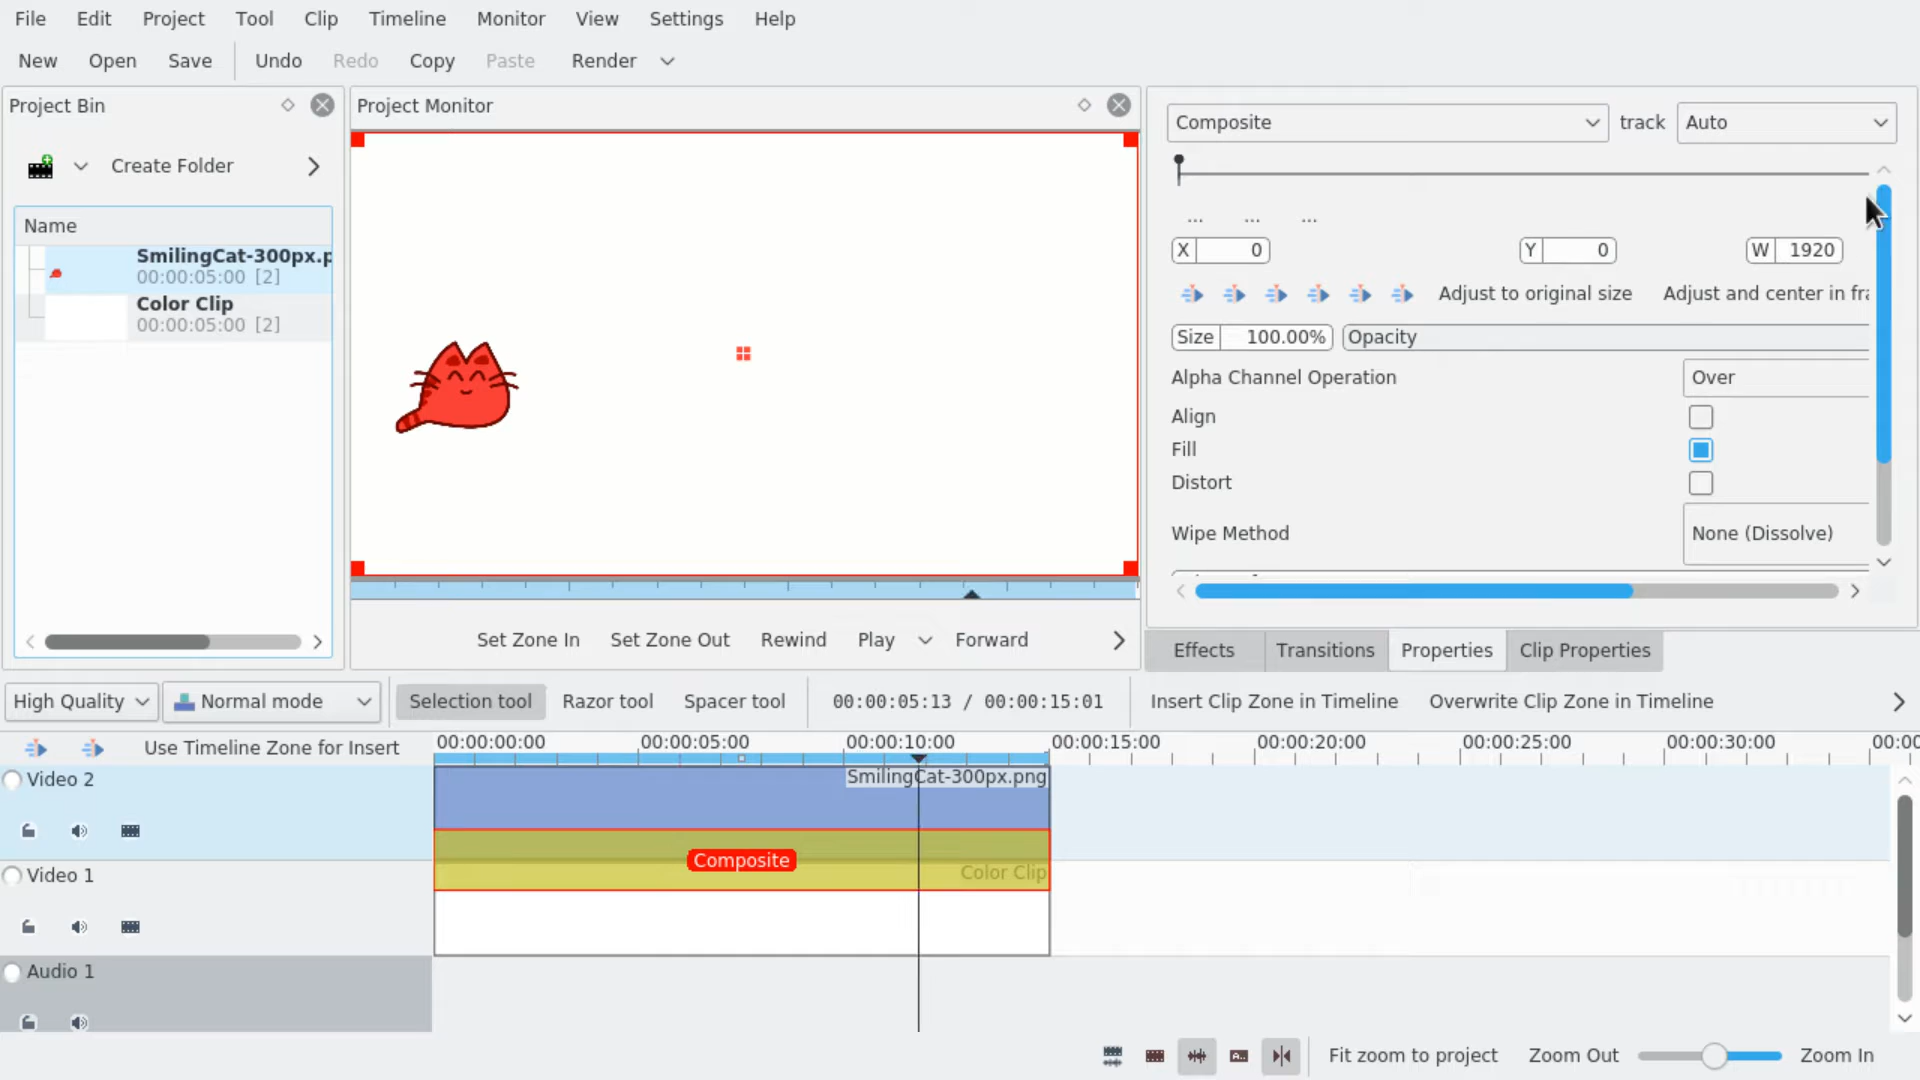 File Edit Project Tool Clip Timeline Monitor View Settings Help
New Open Save Undo Redo Copy Paste Render
Project Bin
Create Folder
Name
SmilingCat-300px.p
00:00:05:00 [2]
Color Clip
00:00:05:00 [2]
Project Monitor
Set Zone In Set Zone Out Rewind Play Forward
Composite track Auto
... ... ...
X 0 Y 0 W 1920
Adjust to original size Adjust and center in fra
Size 100.00% Opacity
Alpha Channel Operation Over
Align
Fill
Distort
Wipe Method None (Dissolve)
Effects Transitions Properties Clip Properties
High Quality Normal mode Selection tool Razor tool Spacer tool 00:00:05:13 / 00:00:15:01 Insert Clip Zone in Timeline Overwrite Clip Zone in Timeline
Use Timeline Zone for Insert 00:00:00:00 00:00:05:00 00:00:10:00 00:00:15:00 00:00:20:00 00:00:25:00 00:00:30:00 00:00
Video 2 SmilingCat-300px.png
Composite
Video 1 Color Clip
Audio 1
Fit zoom to project Zoom Out Zoom In